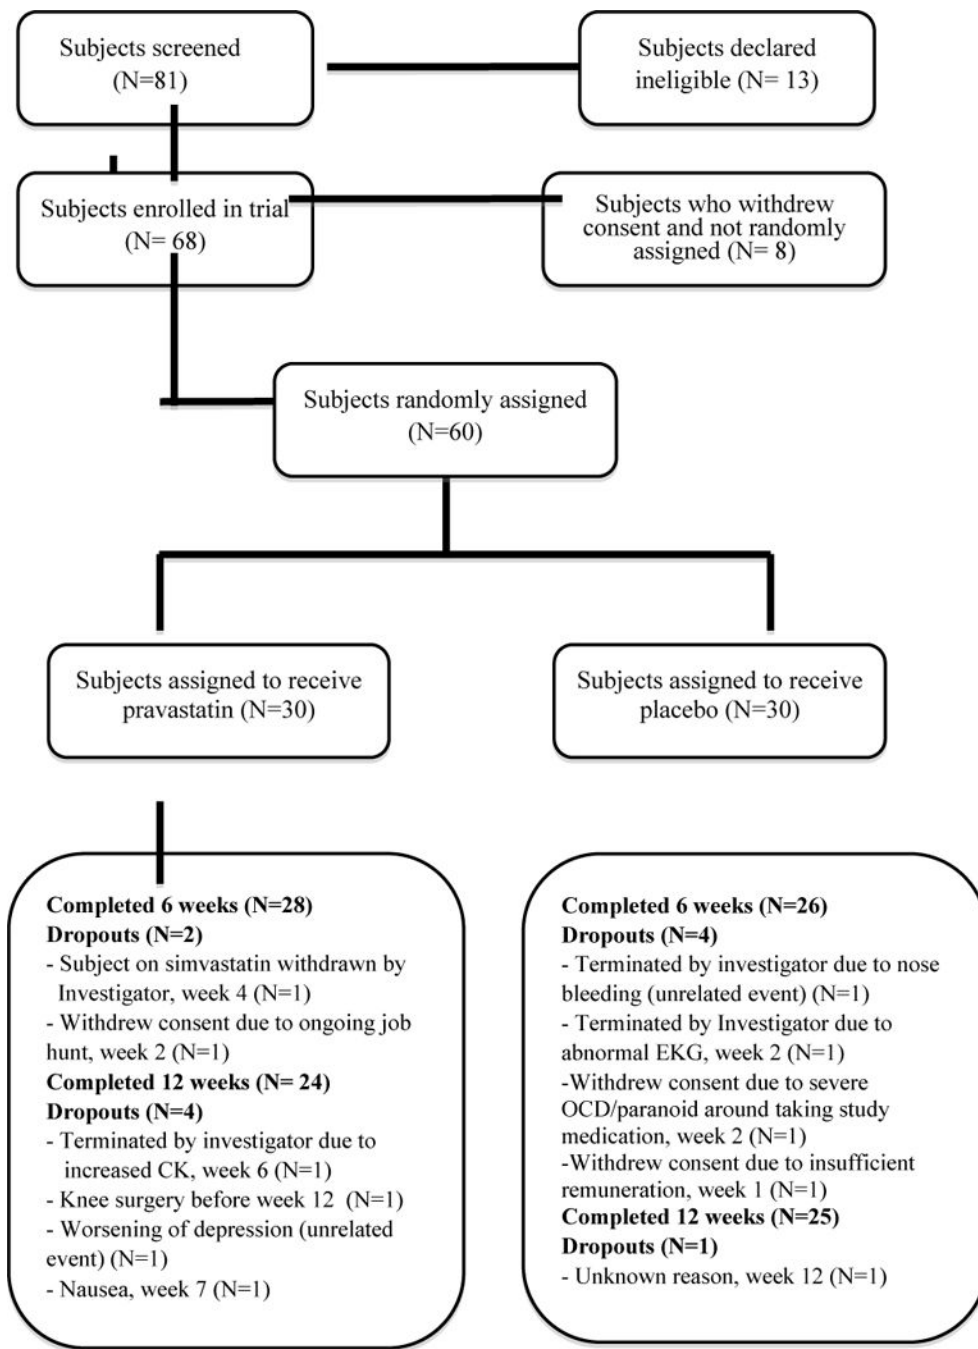 Subjects screened
(N=81)
Subjects declared
ineligible (N= 13)
Subjects enrolled in trial
(N= 68)
Subjects who withdrew
consent and not randomly
assigned (N= 8)
Subjects randomly assigned
(N=60)
Subjects assigned to receive
pravastatin (N=30)
Subjects assigned to receive
placebo (N=30)
Completed 6 weeks (N=28)
Dropouts (N=2)
- Subject on simvastatin withdrawn by
Investigator, week 4 (N=1)
- Withdrew consent due to ongoing job
hunt, week 2 (N=1)
Completed 12 weeks (N= 24)
Dropouts (N=4)
- Terminated by investigator due to
increased CK, week 6 (N=1)
- Knee surgery before week 12 (N=1)
- Worsening of depression (unrelated
event) (N=1)
- Nausea, week 7 (N=1)
Completed 6 weeks (N=26)
Dropouts (N=4)
- Terminated by investigator due to nose
bleeding (unrelated event) (N=1)
- Terminated by Investigator due to
abnormal EKG, week 2 (N=1)
-Withdrew consent due to severe
OCD/paranoid around taking study
medication, week 2 (N=1)
-Withdrew consent due to insufficient
remuneration, week 1 (N=1)
Completed 12 weeks (N=25)
Dropouts (N=1)
- Unknown reason, week 12 (N=1)